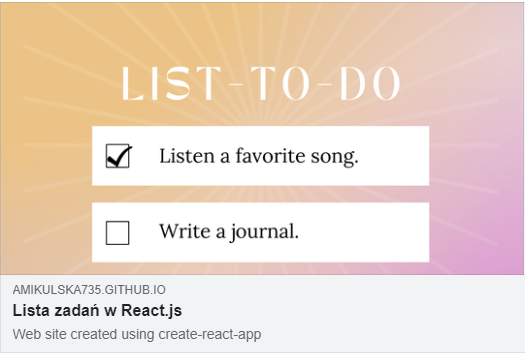 LIST-TO-DO
Listen a favorite song.
Write a journal.
AMIKULSKA735.GITHUB.IO
Lista zadań w React.js
Web site created using create-react-app